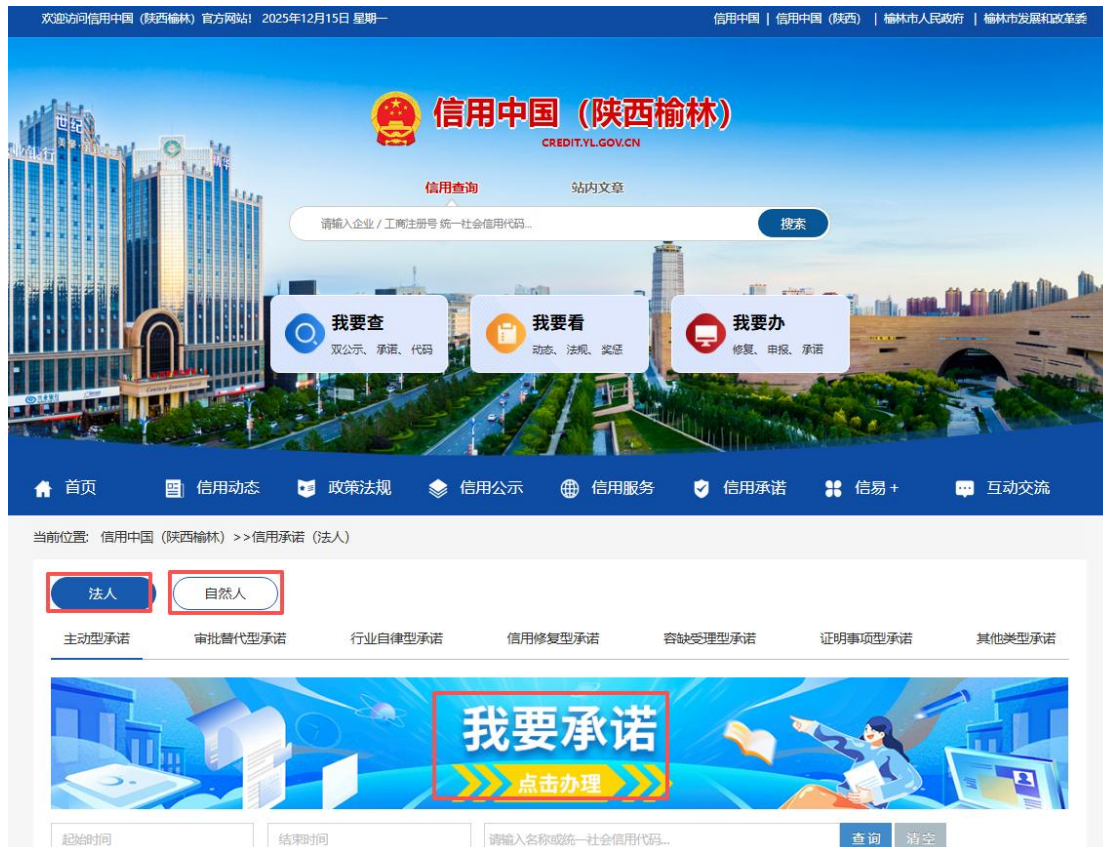 欢迎访问信用中国（陕西榆林）官方网站！ 2025年12月15日 星期一
信用中国 | 信用中国（陕西） | 榆林市人民政府 | 榆林市发展和改革委
世纪
信用中国（陕西榆林）
CREDIT.YL.GOV.CN
信用查询 站内文章
请输入企业 / 工商注册号 统一社会信用代码...
搜索
我要查
双公示、承诺、代码
我要看
动态、法规、奖惩
我要办
修复、申报、承诺
首页 信用动态 政策法规 信用公示 信用服务 信用承诺 信易+ 互动交流
当前位置: 信用中国（陕西榆林）>>信用承诺（法人）
法人 自然人
主动型承诺 审批替代型承诺 行业自律型承诺 信用修复型承诺 容缺受理型承诺 证明事项型承诺 其他类型承诺
我要承诺
点击办理
起始时间 结束时间 请输入名称或统一社会信用代码... 查询 清空